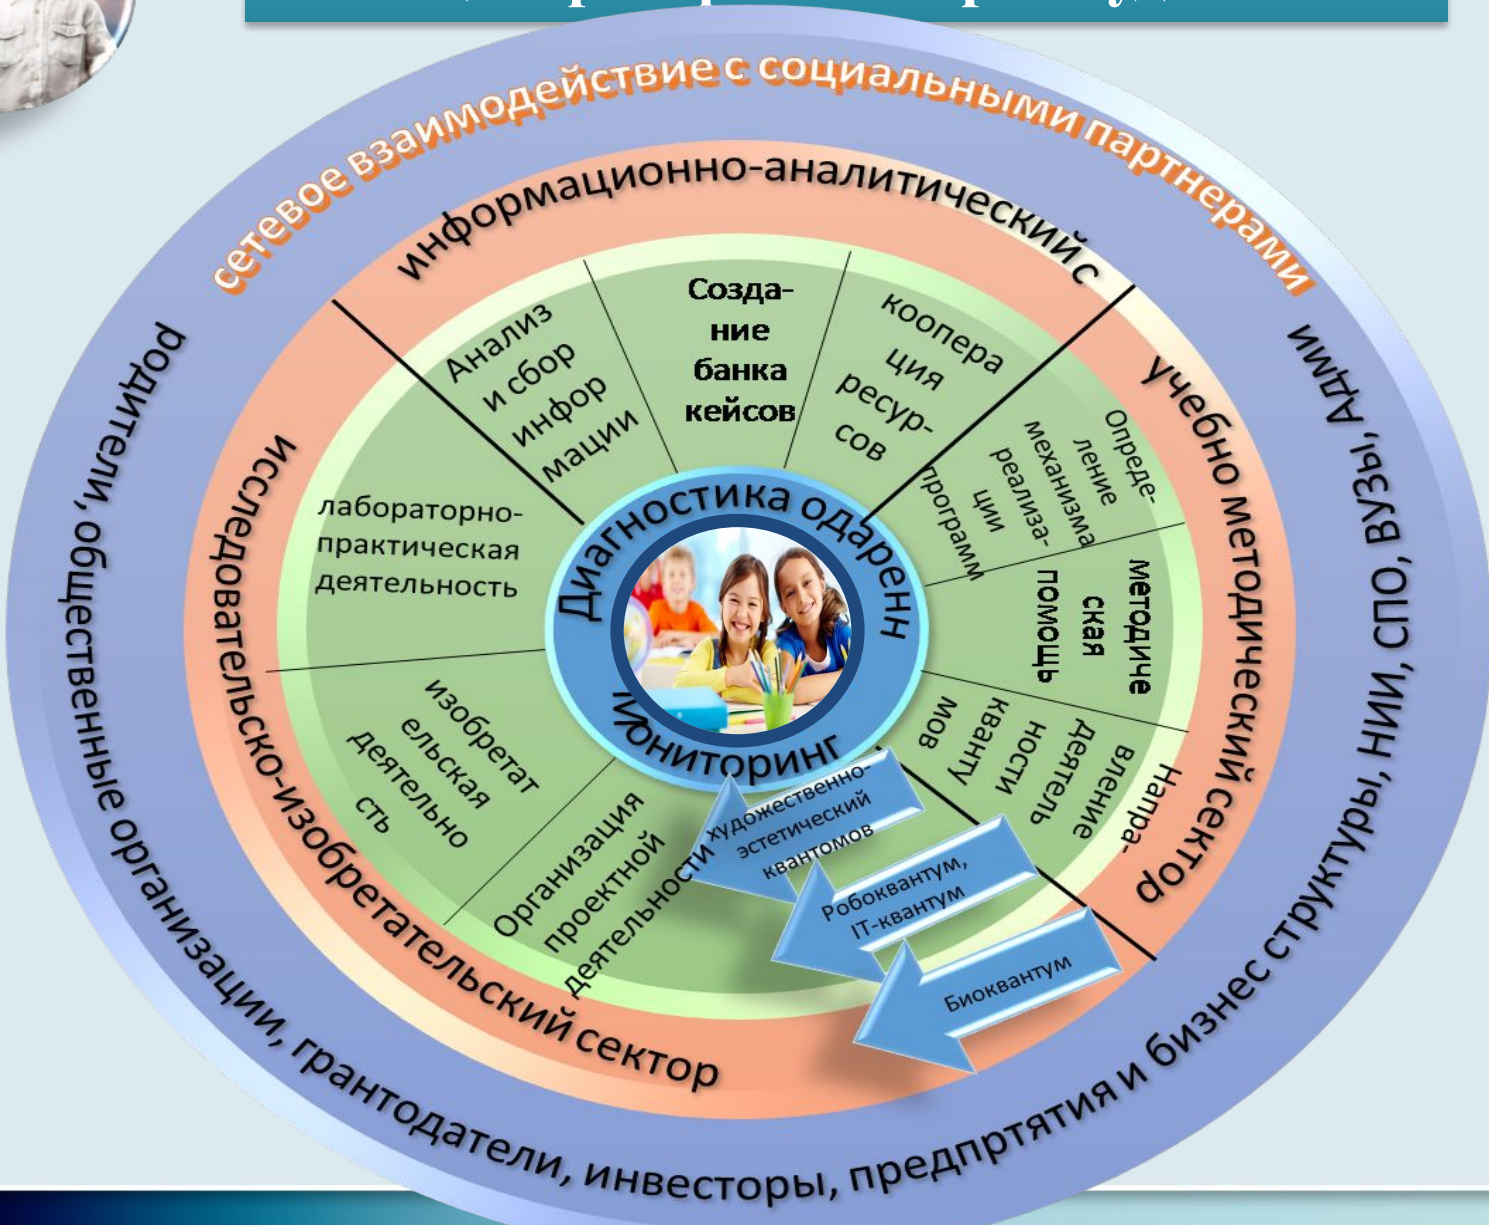 сетевое взаимодействие с социальными партнерами
родители, общественные организации, грантодатели, инвесторы, предпртятия и бизнес структуры, НИИ, СПО, ВУЗЫ, АДМИ
информационно-аналитический с
Анализ
и сбор
инфор
мации
Созда-
ние
банка
кейсов
коопера
ция
ресур-
сов
учебно методический сектор
Опреде-
ление
механизма
реализа-
ции
программ
методиче
ская
помощь
Напра-
вление
деятель
ности
кванту
мов
исследовательско-изобретательский сектор
лабораторно-
практическая
деятельность
изобретат
ельская
деятельно
сть
Организация
проектной
деятельности
Диагностика одаренн
Мониторинг
художественно-
эстетический
квантомов
Робоквантум,
IT-квантум
Биоквантум